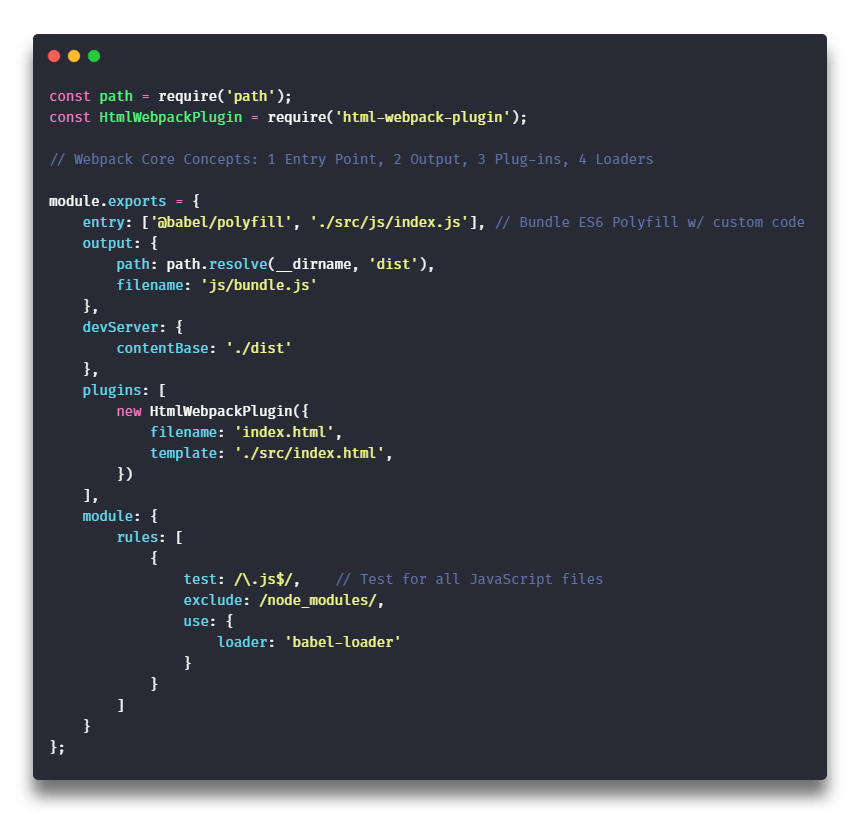 const path = require('path');
const HtmlWebpackPlugin = require('html-webpack-plugin');

// Webpack Core Concepts: 1 Entry Point, 2 Output, 3 Plug-ins, 4 Loaders

module.exports = {
    entry: ['@babel/polyfill', './src/js/index.js'], // Bundle ES6 Polyfill w/ custom code
    output: {
        path: path.resolve(__dirname, 'dist'),
        filename: 'js/bundle.js'
    },
    devServer: {
        contentBase: './dist'
    },
    plugins: [
        new HtmlWebpackPlugin({
            filename: 'index.html',
            template: './src/index.html',
        })
    ],
    module: {
        rules: [
            {
                test: /\.js$/,    // Test for all JavaScript files
                exclude: /node_modules/,
                use: {
                    loader: 'babel-loader'
                }
            }
        ]
    }
};